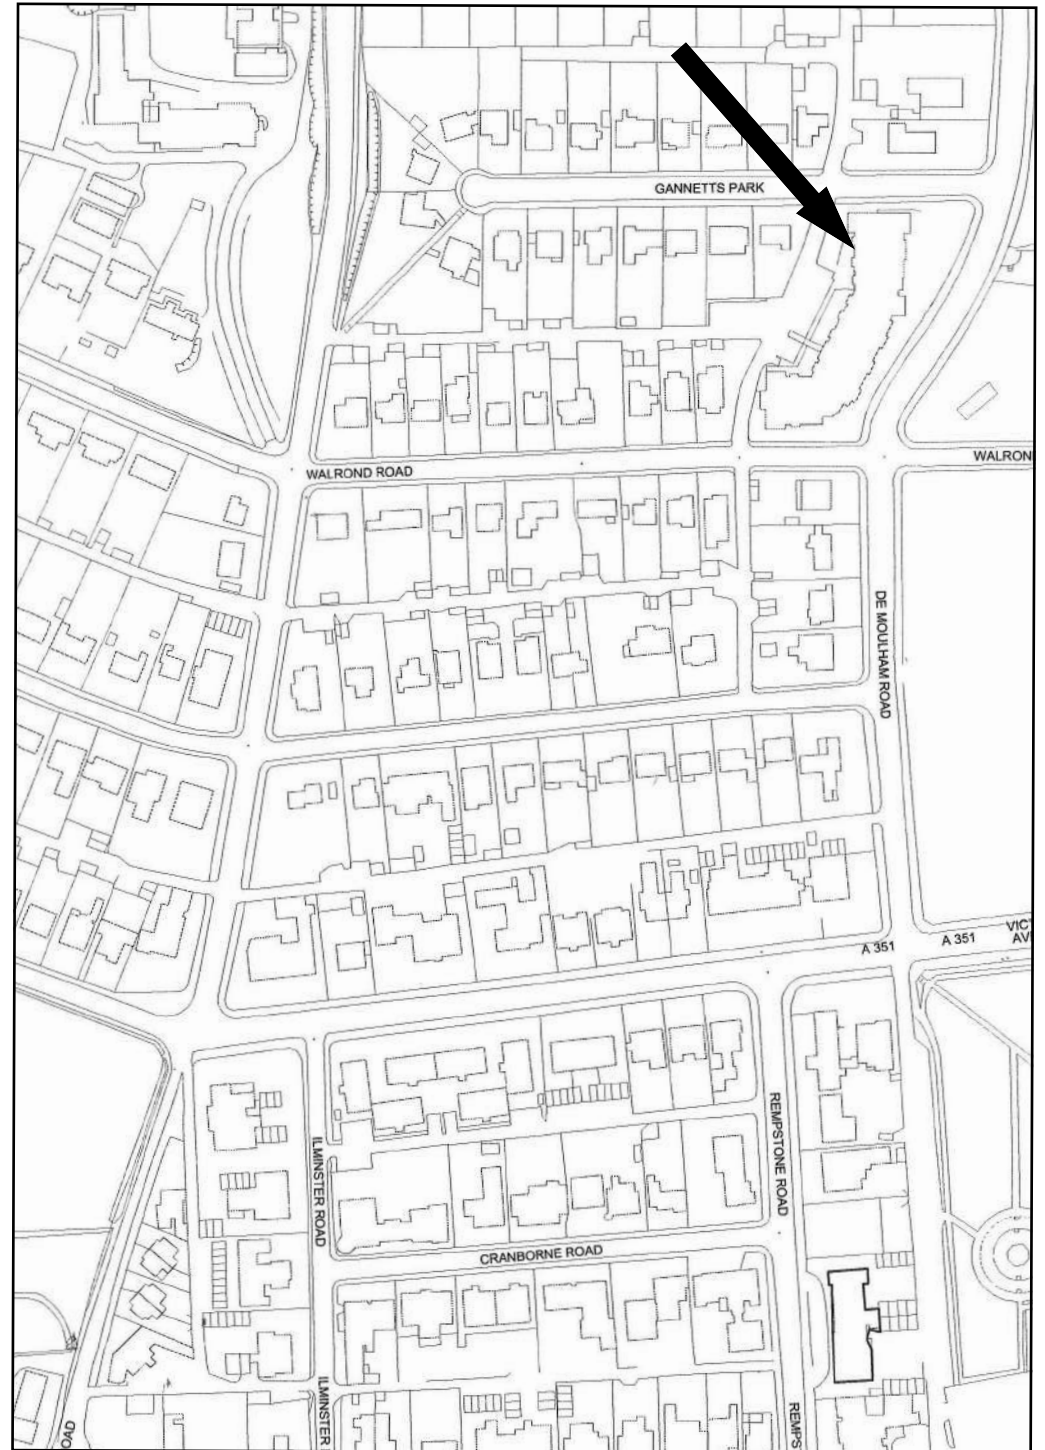 GANNETTS PARK
WALROND ROAD
WALRON
DE MOULHAM ROAD
A 351
A 351
VICT
AV
ILMINSTER ROAD
REMPSTONE ROAD
CRANBORNE ROAD
ILMINSTER
REMPS
OAD